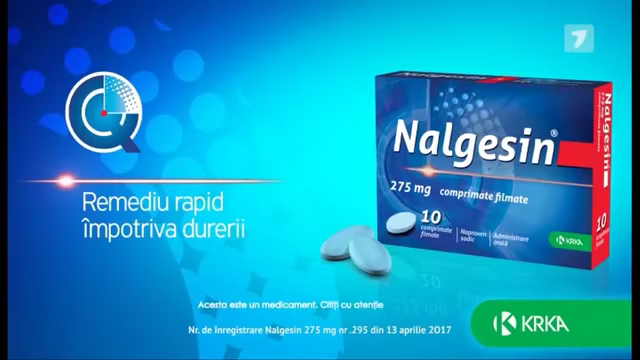 7
Remediu rapid
împotriva durerii
Nalgesin®
275 mg comprimate filmate
10
comprimate
filmate
Naproxen
sodic
Administrare
orală
KRKA
10
Acesta este un medicament. Citiți cu atenție
Nr. de înregistrare Nalgesin 275 mg nr .295 din 13 aprilie 2017
KRKA